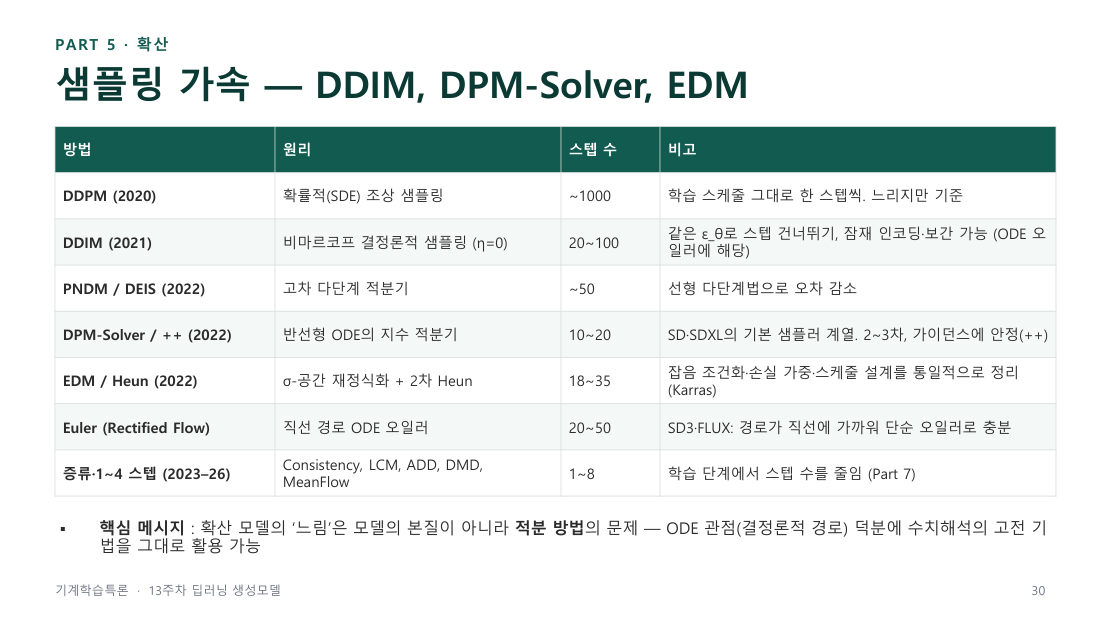 PART 5 · 확산
샘플링 가속 — DDIM, DPM-Solver, EDM
방법 원리 스텝 수 비고
DDPM (2020) 확률적(SDE) 조상 샘플링 ~1000 학습 스케줄 그대로 한 스텝씩. 느리지만 기준
DDIM (2021) 비마르코프 결정론적 샘플링 (η=0) 20~100 같은 ε_θ로 스텝 건너뛰기, 잠재 인코딩·보간 가능 (ODE 오
일러에 해당)
PNDM / DEIS (2022) 고차 다단계 적분기 ~50 선형 다단계법으로 오차 감소
DPM-Solver / ++ (2022) 반선형 ODE의 지수 적분기 10~20 SD·SDXL의 기본 샘플러 계열. 2~3차, 가이던스에 안정(++)
EDM / Heun (2022) σ-공간 재정식화 + 2차 Heun 18~35 잡음 조건화·손실 가중·스케줄 설계를 통일적으로 정리
(Karras)
Euler (Rectified Flow) 직선 경로 ODE 오일러 20~50 SD3·FLUX: 경로가 직선에 가까워 단순 오일러로 충분
증류·1~4 스텝 (2023–26) Consistency, LCM, ADD, DMD,
MeanFlow 1~8 학습 단계에서 스텝 수를 줄임 (Part 7)
▪ 핵심 메시지 : 확산 모델의 ‘느림’은 모델의 본질이 아니라 적분 방법의 문제 — ODE 관점(결정론적 경로) 덕분에 수치해석의 고전 기
법을 그대로 활용 가능
기계학습특론 · 13주차 딥러닝 생성모델 30